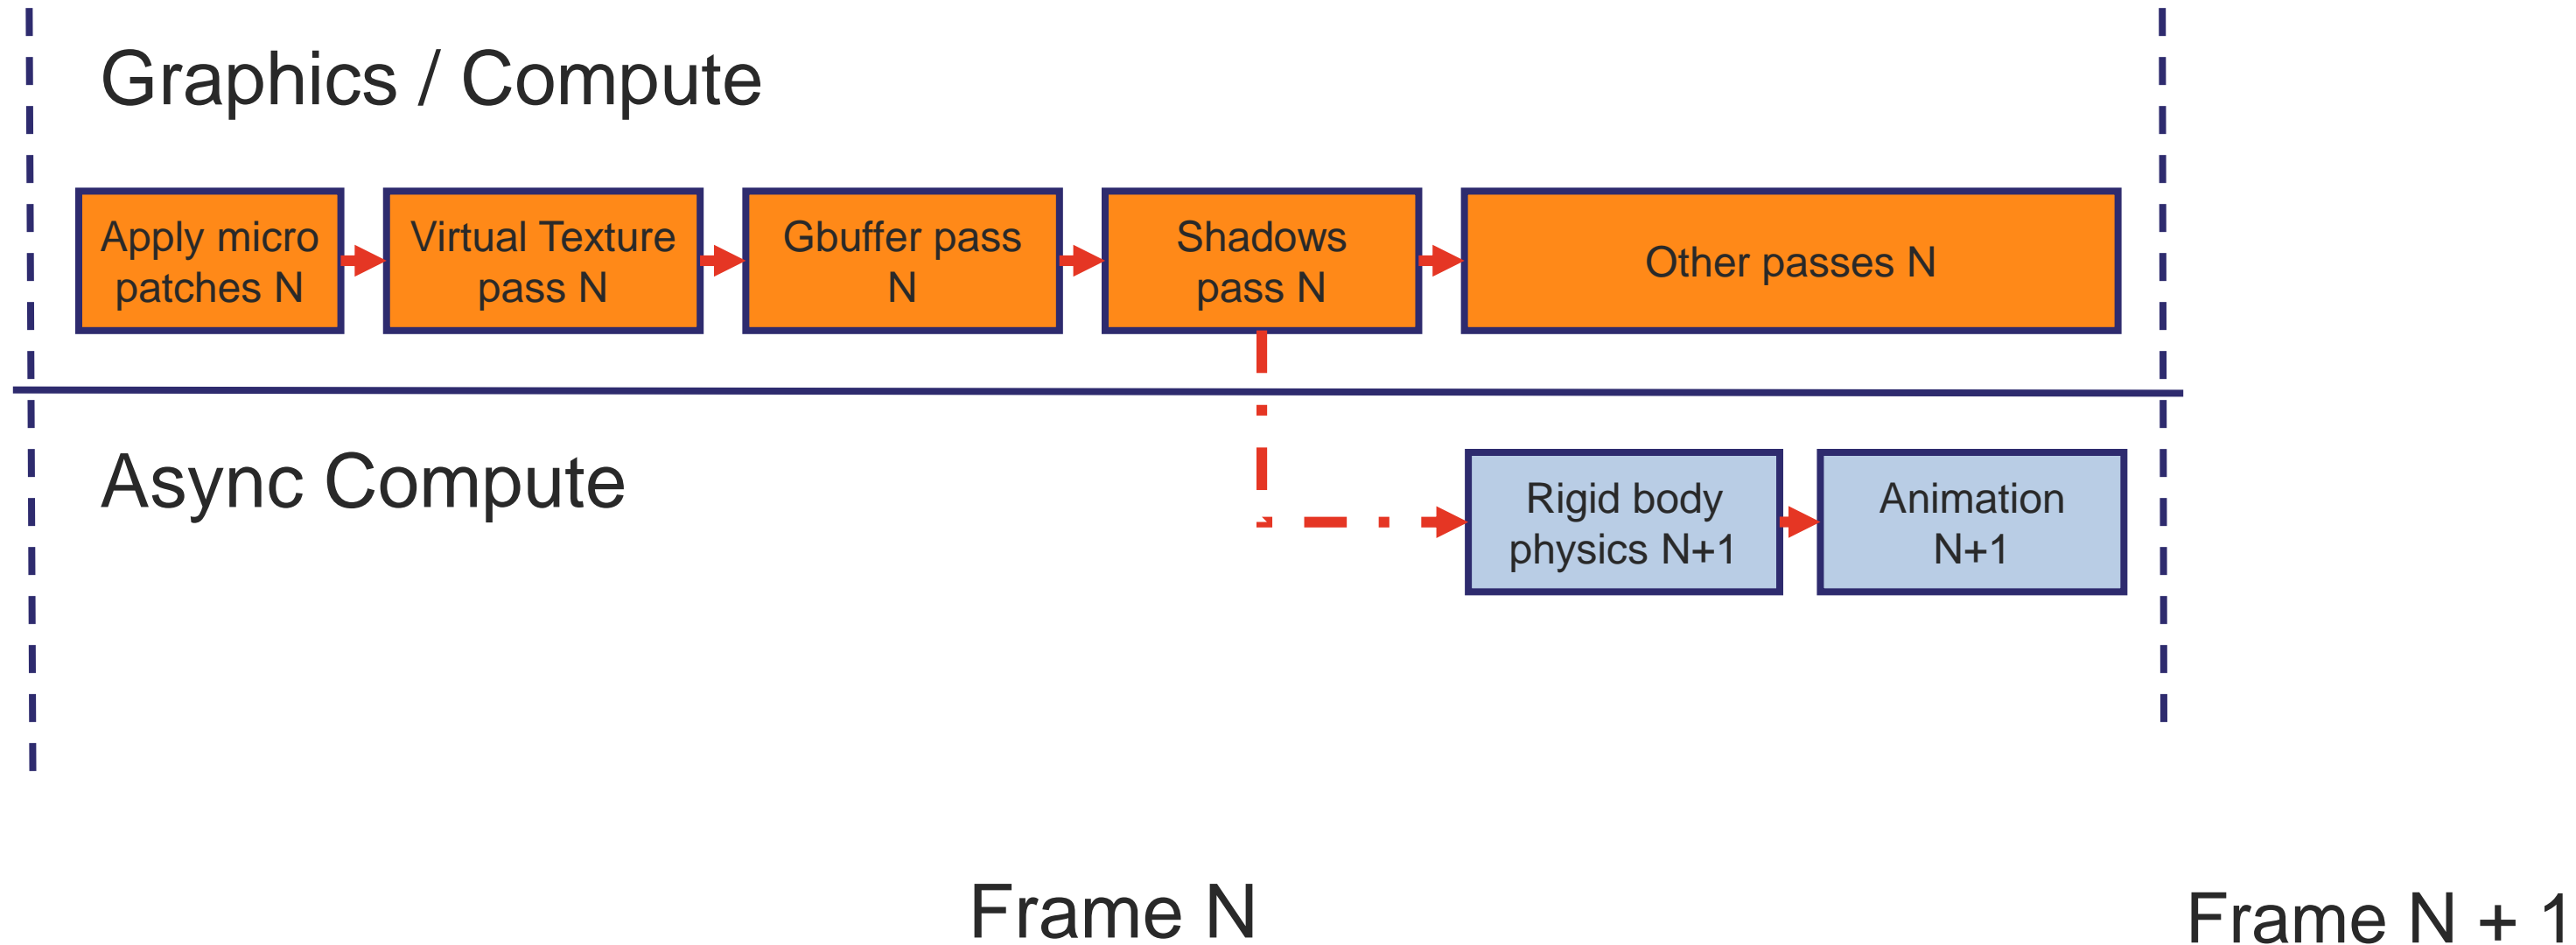 Graphics / Compute
Apply micro
patches N
Virtual Texture
pass N
Gbuffer pass
N
Shadows
pass N
Other passes N
Async Compute
Rigid body
physics N+1
Animation
N+1
Frame N
Frame N + 1